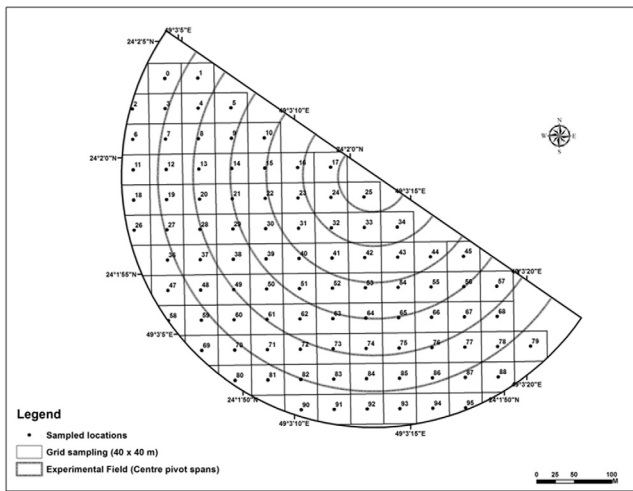 49°3'5"E
24°2'5"N
0 1
2 3 4 5
49°3'10"E
6 7 8 9 10
N
W E
S
24°2'0"N
24°2'0"N
11 12 13 14 15 16 17
49°3'15"E
18 19 20 21 22 23 24 25
26 27 28 29 30 31 32 33 34
36 37 38 39 40 41 42 43 44 45
24°1'55"N
49°3'20"E
47 48 49 50 51 52 53 54 55 56 57
58 59 60 61 62 63 64 65 66 67 68
49°3'5"E
69 70 71 72 73 74 75 76 77 78 79
80 81 82 83 84 85 86 87 88
49°3'20"E
24°1'50"N
24°1'50"N
90 91 92 93 94 95
49°3'10"E
49°3'15"E
Legend
Sampled locations
Grid sampling (40 x 40 m)
Experimental Field (Centre pivot spans)
0 25 50 100
M